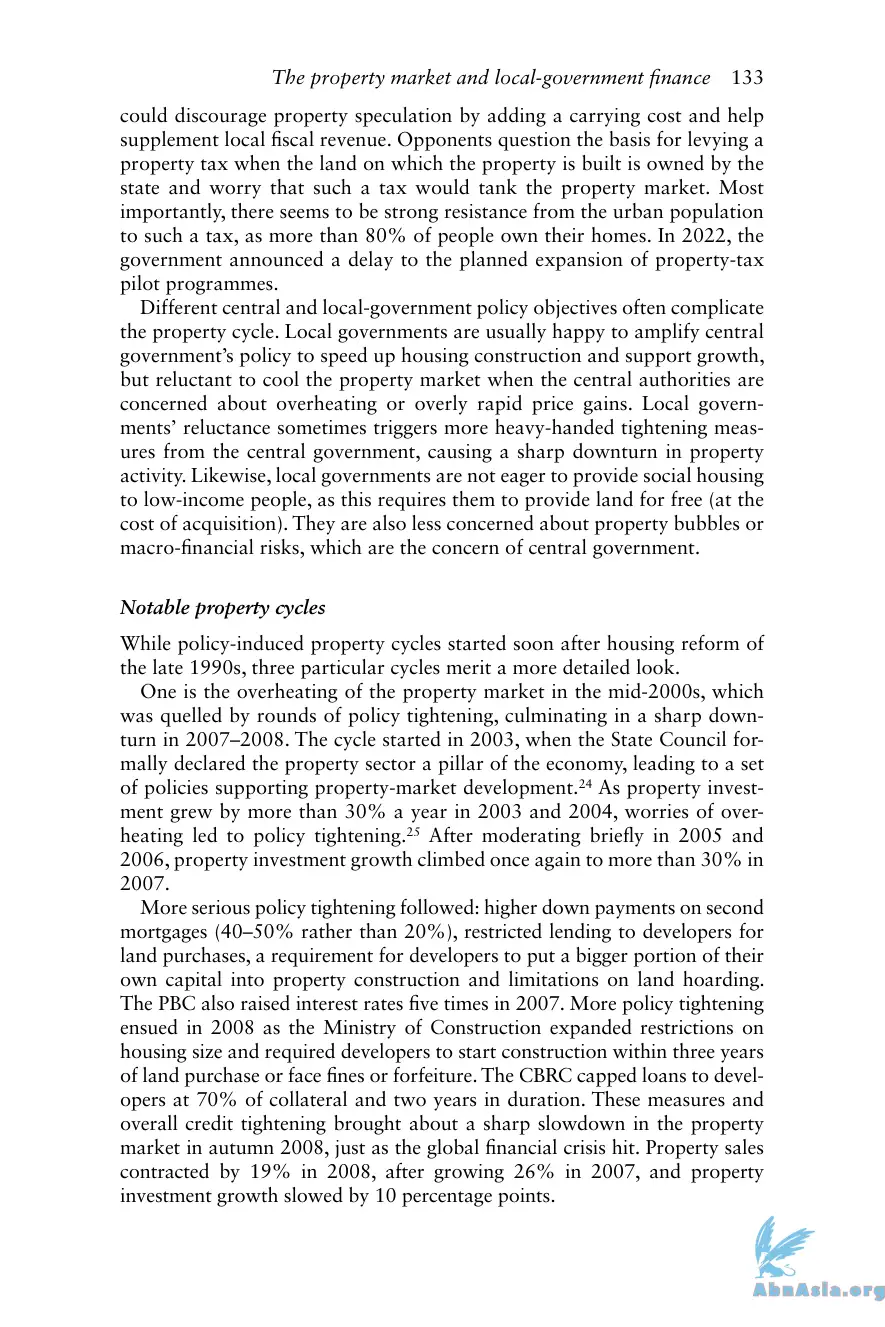 The property market and local-government finance 133
could discourage property speculation by adding a carrying cost and help
supplement local fiscal revenue. Opponents question the basis for levying a
property tax when the land on which the property is built is owned by the
state and worry that such a tax would tank the property market. Most
importantly, there seems to be strong resistance from the urban population
to such a tax, as more than 80% of people own their homes. In 2022, the
government announced a delay to the planned expansion of property-tax
pilot programmes.
Different central and local-government policy objectives often complicate
the property cycle. Local governments are usually happy to amplify central
government’s policy to speed up housing construction and support growth,
but reluctant to cool the property market when the central authorities are
concerned about overheating or overly rapid price gains. Local govern-
ments’ reluctance sometimes triggers more heavy-handed tightening meas-
ures from the central government, causing a sharp downturn in property
activity. Likewise, local governments are not eager to provide social housing
to low-income people, as this requires them to provide land for free (at the
cost of acquisition). They are also less concerned about property bubbles or
macro-financial risks, which are the concern of central government.
Notable property cycles
While policy-induced property cycles started soon after housing reform of
the late 1990s, three particular cycles merit a more detailed look.
One is the overheating of the property market in the mid-2000s, which
was quelled by rounds of policy tightening, culminating in a sharp down-
turn in 2007–2008. The cycle started in 2003, when the State Council for-
mally declared the property sector a pillar of the economy, leading to a set
of policies supporting property-market development.24 As property invest-
ment grew by more than 30% a year in 2003 and 2004, worries of over-
heating led to policy tightening.25 After moderating briefly in 2005 and
2006, property investment growth climbed once again to more than 30% in
2007.
More serious policy tightening followed: higher down payments on second
mortgages (40–50% rather than 20%), restricted lending to developers for
land purchases, a requirement for developers to put a bigger portion of their
own capital into property construction and limitations on land hoarding.
The PBC also raised interest rates five times in 2007. More policy tightening
ensued in 2008 as the Ministry of Construction expanded restrictions on
housing size and required developers to start construction within three years
of land purchase or face fines or forfeiture. The CBRC capped loans to devel-
opers at 70% of collateral and two years in duration. These measures and
overall credit tightening brought about a sharp slowdown in the property
market in autumn 2008, just as the global financial crisis hit. Property sales
contracted by 19% in 2008, after growing 26% in 2007, and property
investment growth slowed by 10 percentage points.
AbnAsia.org